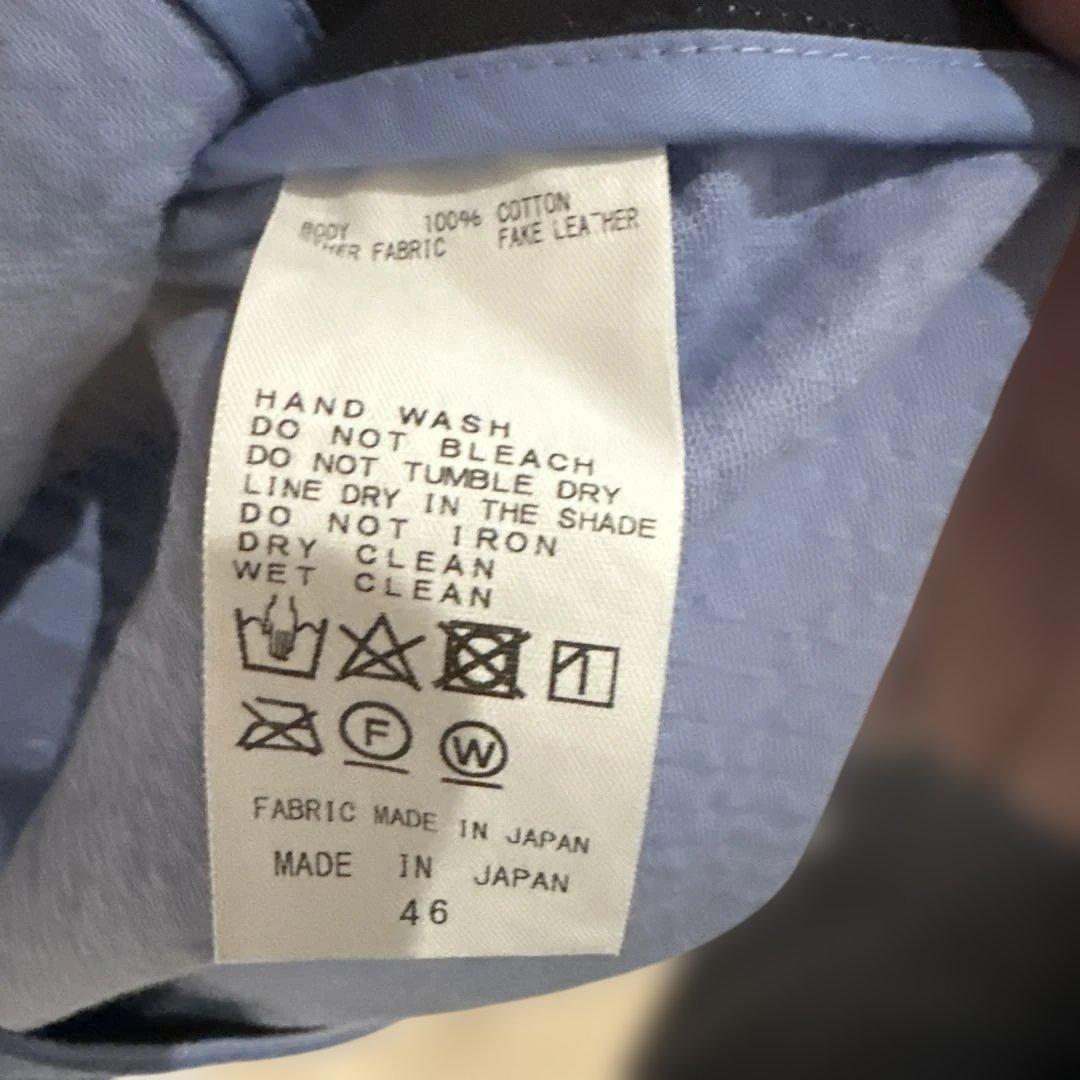 BODY 100% COTTON
FABRIC FAKE LEATHER
HAND WASH
DO NOT BLEACH
DO NOT TUMBLE DRY
LINE DRY IN THE SHADE
DO NOT IRON
DRY CLEAN
WET CLEAN
F W
FABRIC MADE IN JAPAN
MADE IN JAPAN
46